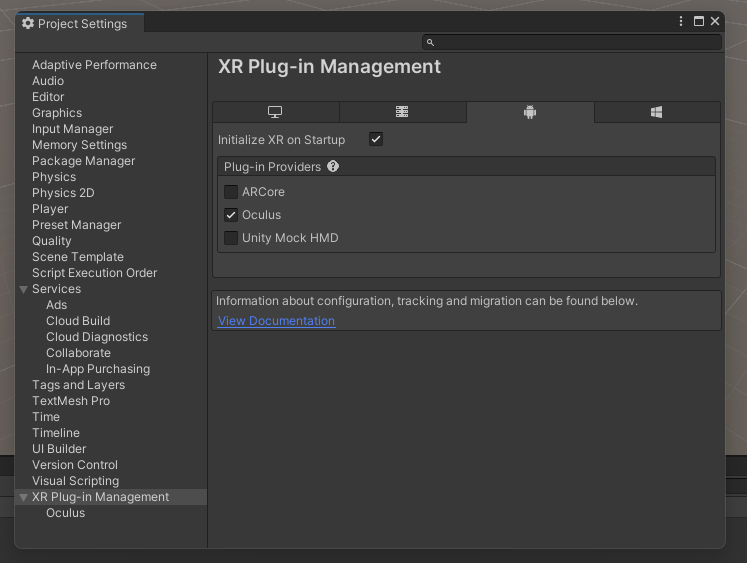 Project Settings
Adaptive Performance
Audio
Editor
Graphics
Input Manager
Memory Settings
Package Manager
Physics
Physics 2D
Player
Preset Manager
Quality
Scene Template
Script Execution Order
Services
Ads
Cloud Build
Cloud Diagnostics
Collaborate
In-App Purchasing
Tags and Layers
TextMesh Pro
Time
Timeline
UI Builder
Version Control
Visual Scripting
XR Plug-in Management
Oculus
XR Plug-in Management
Initialize XR on Startup
Plug-in Providers
ARCore
Oculus
Unity Mock HMD
Information about configuration, tracking and migration can be found below.
View Documentation